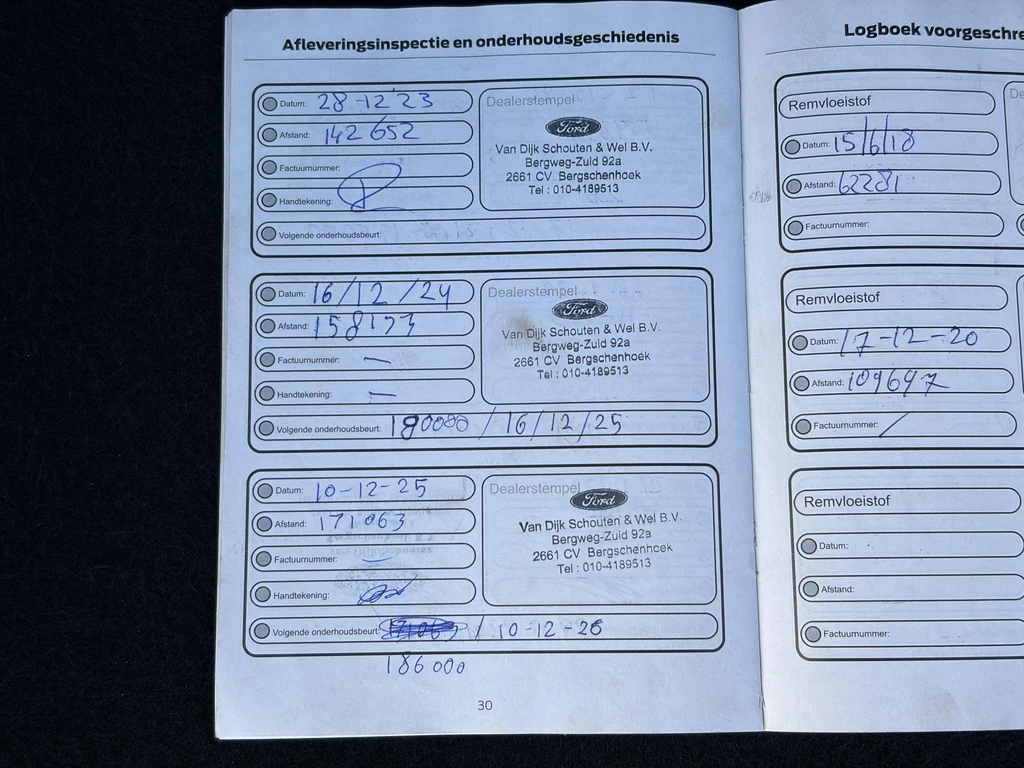 Afleveringsinspectie en onderhoudsgeschiedenis
Datum: 28-12'23
Afstand: 142652
Factuurnummer:
Handtekening:
Volgende onderhoudsbeurt:
Dealerstempel
Ford
Van Dijk Schouten & Wel B.V.
Bergweg-Zuid 92a
2661 CV Bergschenhoek
Tel : 010-4189513
Datum: 16/12/24
Afstand: 158193
Factuurnummer: —
Handtekening: —
Volgende onderhoudsbeurt: 180000 / 16/12/25
Dealerstempel
Ford
Van Dijk Schouten & Wel B.V.
Bergweg-Zuid 92a
2661 CV Bergschenhoek
Tel : 010-4189513
Datum: 10-12-25
Afstand: 171063
Factuurnummer: —
Handtekening:
Volgende onderhoudsbeurt: / 10-12-26
186000
Dealerstempel
Ford
Van Dijk Schouten & Wel B.V.
Bergweg-Zuid 92a
2661 CV Bergschenhoek
Tel : 010-4189513
30
Logboek voorgeschre
Remvloeistof
Datum: 15/6/18
Afstand: 62281
Factuurnummer:
De
Remvloeistof
Datum: 17-12-20
Afstand: 109697
Factuurnummer: /
Remvloeistof
Datum:
Afstand:
Factuurnummer: